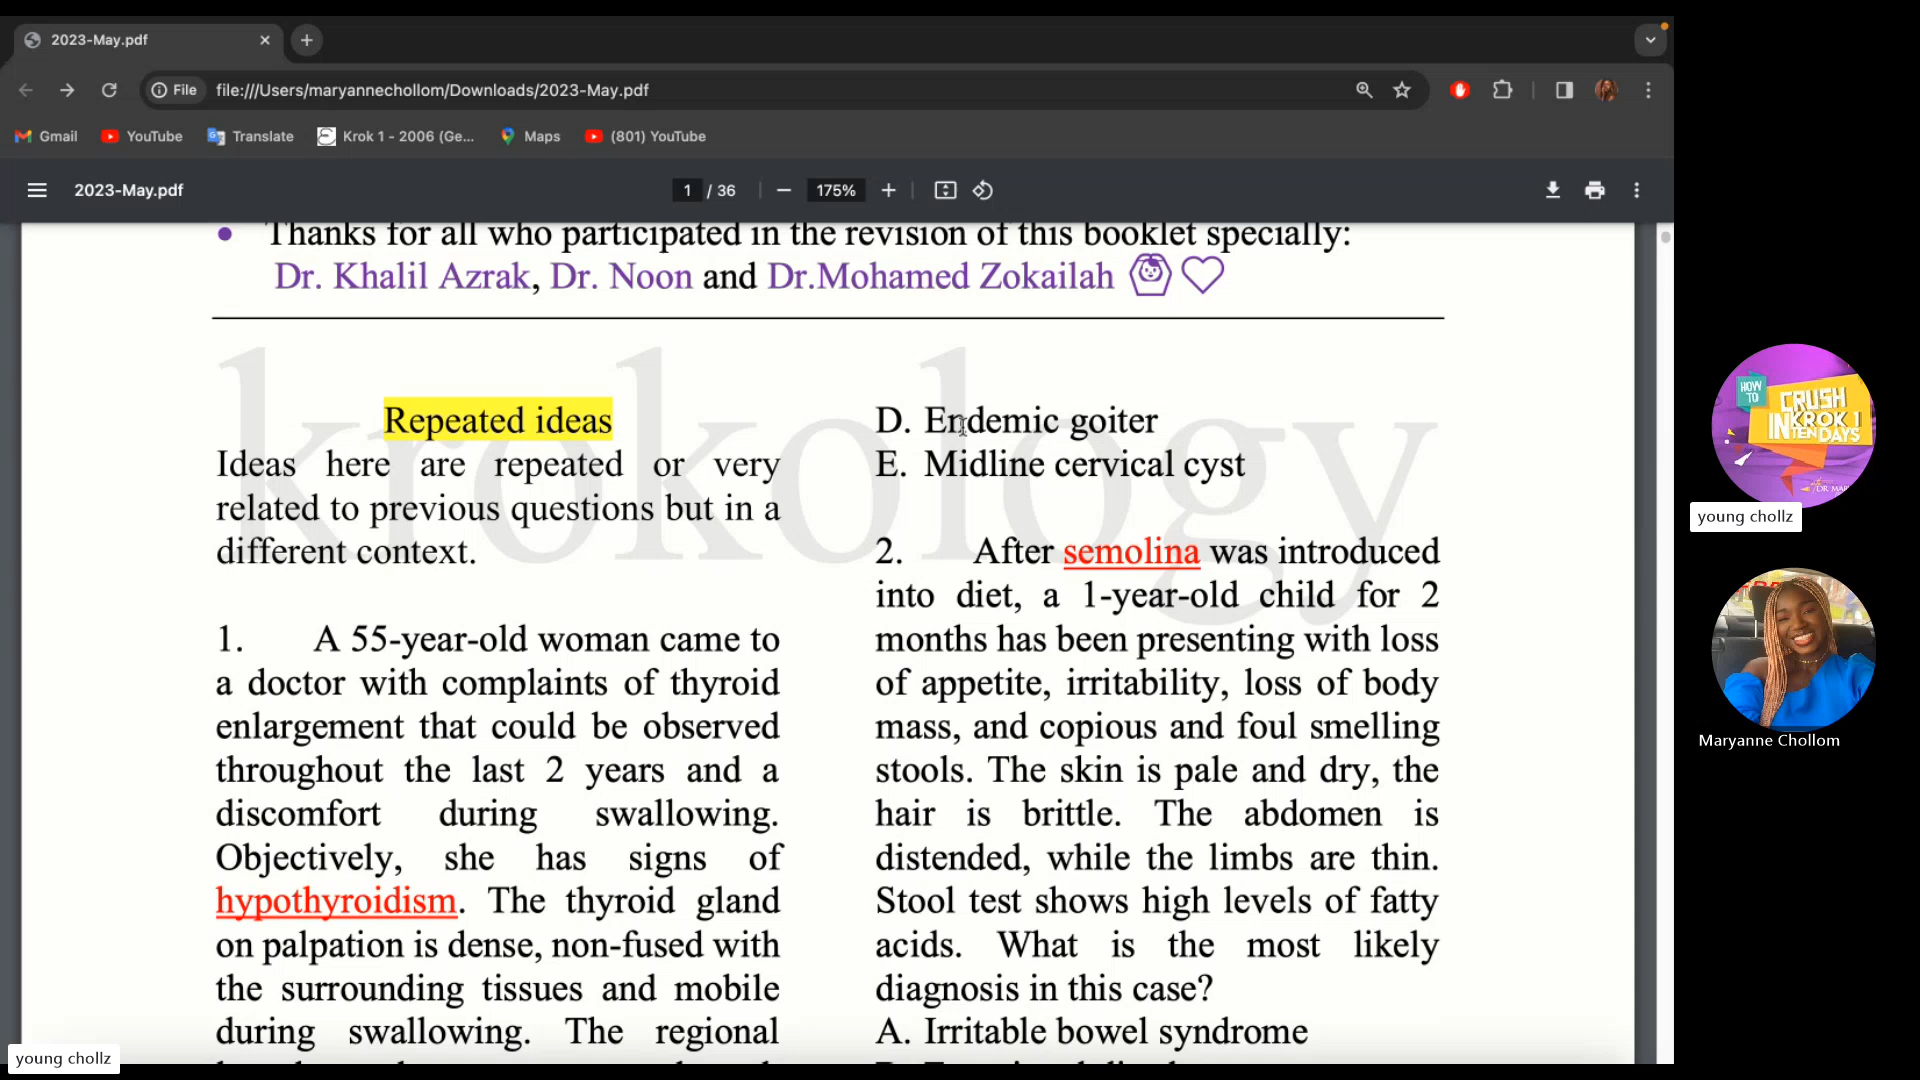 2023-May.pdf
File
file:///Users/maryannechollom/Downloads/2023-May.pdf
Gmail
YouTube
Translate
Krok 1 - 2006 (Ge...
Maps
(801) YouTube
2023-May.pdf
1 / 36
175%
Thanks for all who participated in the revision of this booklet specially:
Dr. Khalil Azrak, Dr. Noon and Dr.Mohamed Zokailah
krokology
Repeated ideas
Ideas here are repeated or very
related to previous questions but in a
different context.
1. A 55-year-old woman came to
a doctor with complaints of thyroid
enlargement that could be observed
throughout the last 2 years and a
discomfort during swallowing.
Objectively, she has signs of
hypothyroidism. The thyroid gland
on palpation is dense, non-fused with
the surrounding tissues and mobile
during swallowing. The regional
D. Endemic goiter
E. Midline cervical cyst
2. After semolina was introduced
into diet, a 1-year-old child for 2
months has been presenting with loss
of appetite, irritability, loss of body
mass, and copious and foul smelling
stools. The skin is pale and dry, the
hair is brittle. The abdomen is
distended, while the limbs are thin.
Stool test shows high levels of fatty
acids. What is the most likely
diagnosis in this case?
A. Irritable bowel syndrome
HOW
TO
CRUSH
KROK 1
IN TEN DAYS
young chollz
Maryanne Chollom
young chollz